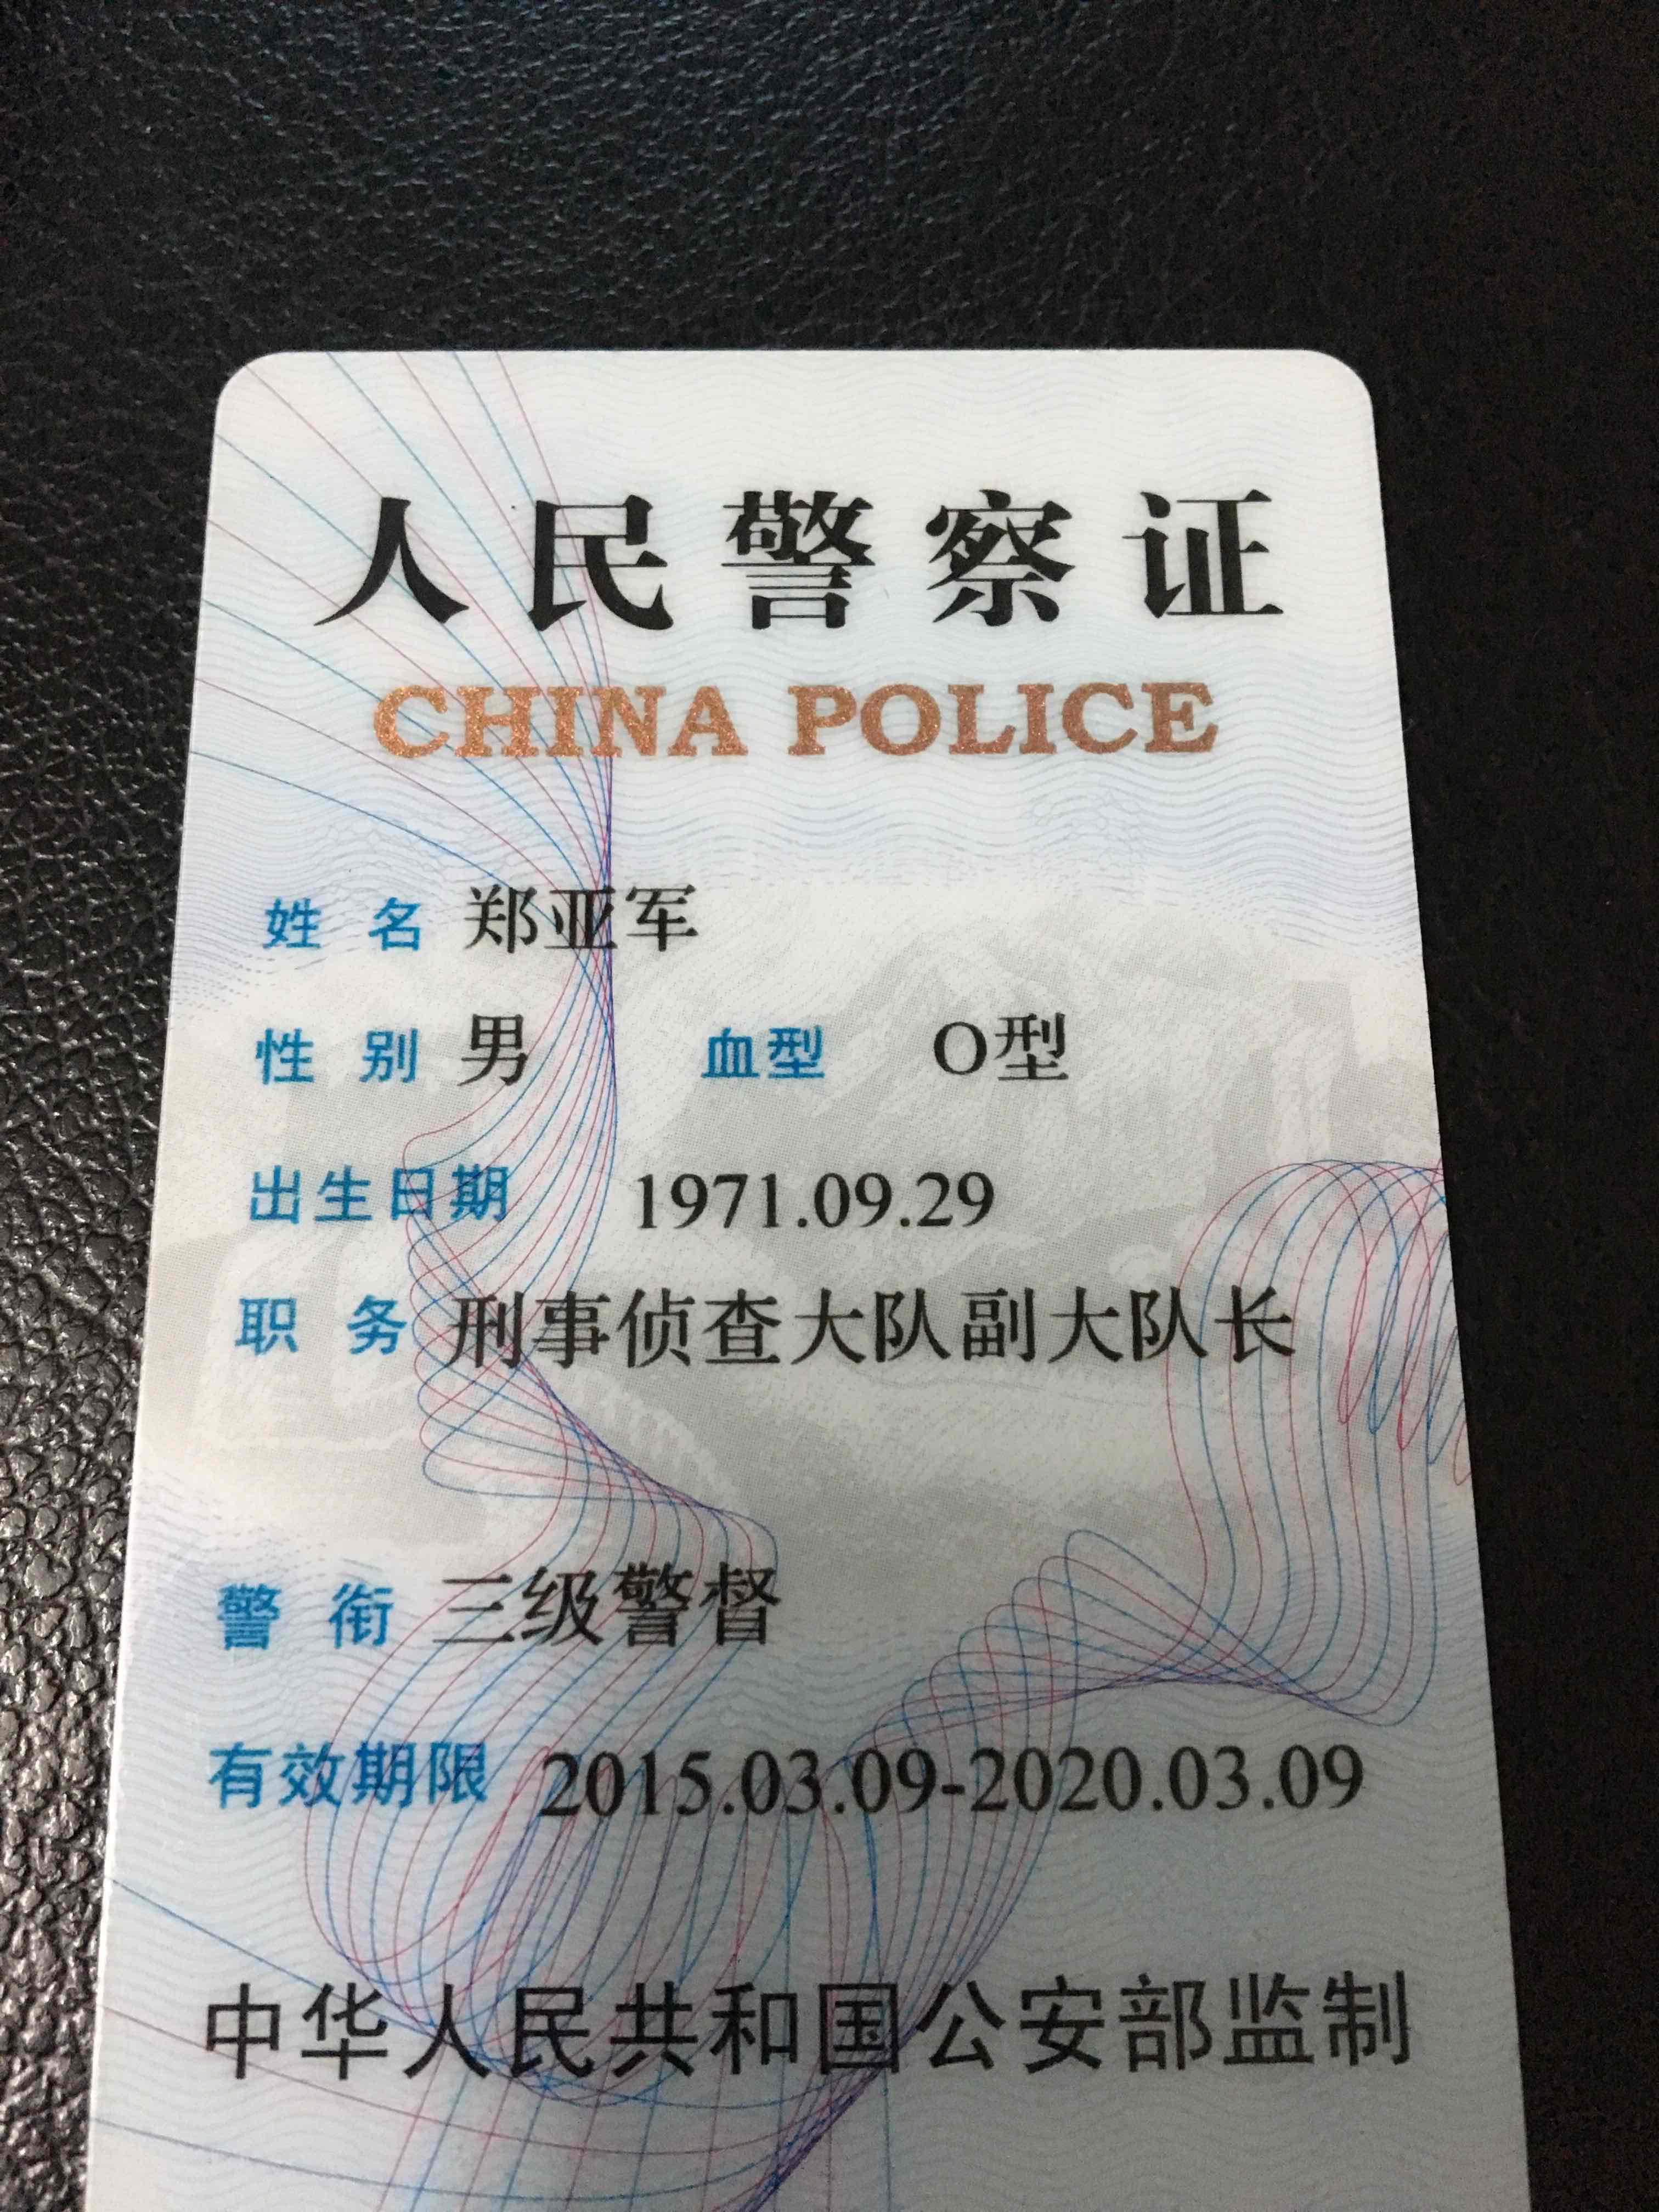 人民警察证
CHINA POLICE
姓 名 郑亚军
性 别 男 血型 O型
出生日期 1971.09.29
职 务 刑事侦查大队副大队长
警 衔 三级警督
有效期限 2015.03.09-2020.03.09
中华人民共和国公安部监制